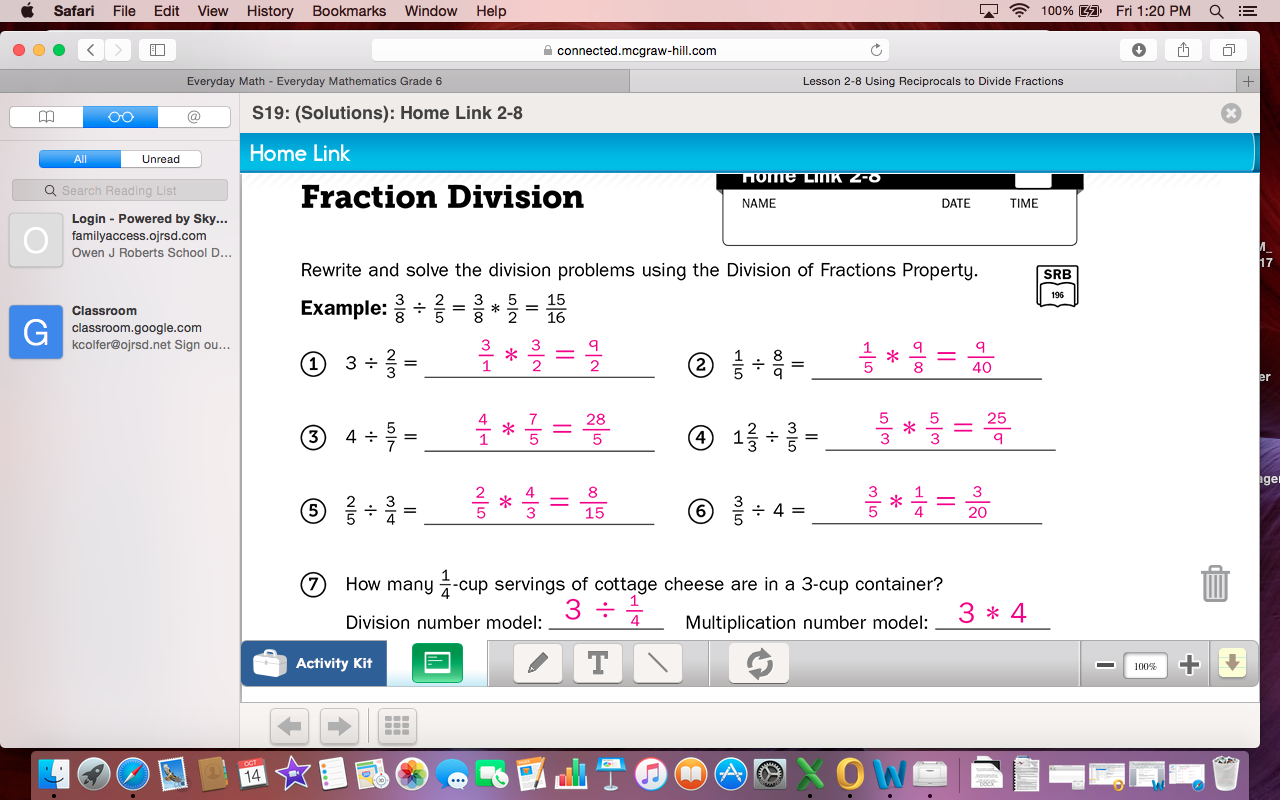 Safari File Edit View History Bookmarks Window Help 100% Fri 1:20 PM
connected.mcgraw-hill.com
Everyday Math - Everyday Mathematics Grade 6 Lesson 2-8 Using Reciprocals to Divide Fractions
@
All Unread
Search Reading List
Login - Powered by Sky...
familyaccess.ojrsd.com
Owen J Roberts School D...
Classroom
classroom.google.com
kcolfer@ojrsd.net Sign ou...
O
G
S19: (Solutions): Home Link 2-8
Home Link
Fraction Division
Home Link 2-8
NAME DATE TIME
Rewrite and solve the division problems using the Division of Fractions Property.
SRB
196
Example: 3/8 ÷ 2/5 = 3/8 * 5/2 = 15/16
1 3 ÷ 2/3 = 3/1 * 3/2 = 9/2
2 1/5 ÷ 8/9 = 1/5 * 9/8 = 9/40
3 4 ÷ 5/7 = 4/1 * 7/5 = 28/5
4 1 2/3 ÷ 3/5 = 5/3 * 5/3 = 25/9
5 2/5 ÷ 3/4 = 2/5 * 4/3 = 8/15
6 3/5 ÷ 4 = 3/5 * 1/4 = 3/20
7 How many 1/4-cup servings of cottage cheese are in a 3-cup container?
Division number model: 3 ÷ 1/4 Multiplication number model: 3 * 4
Activity Kit T 100%
17
er
ager
OCT
14
DOCX